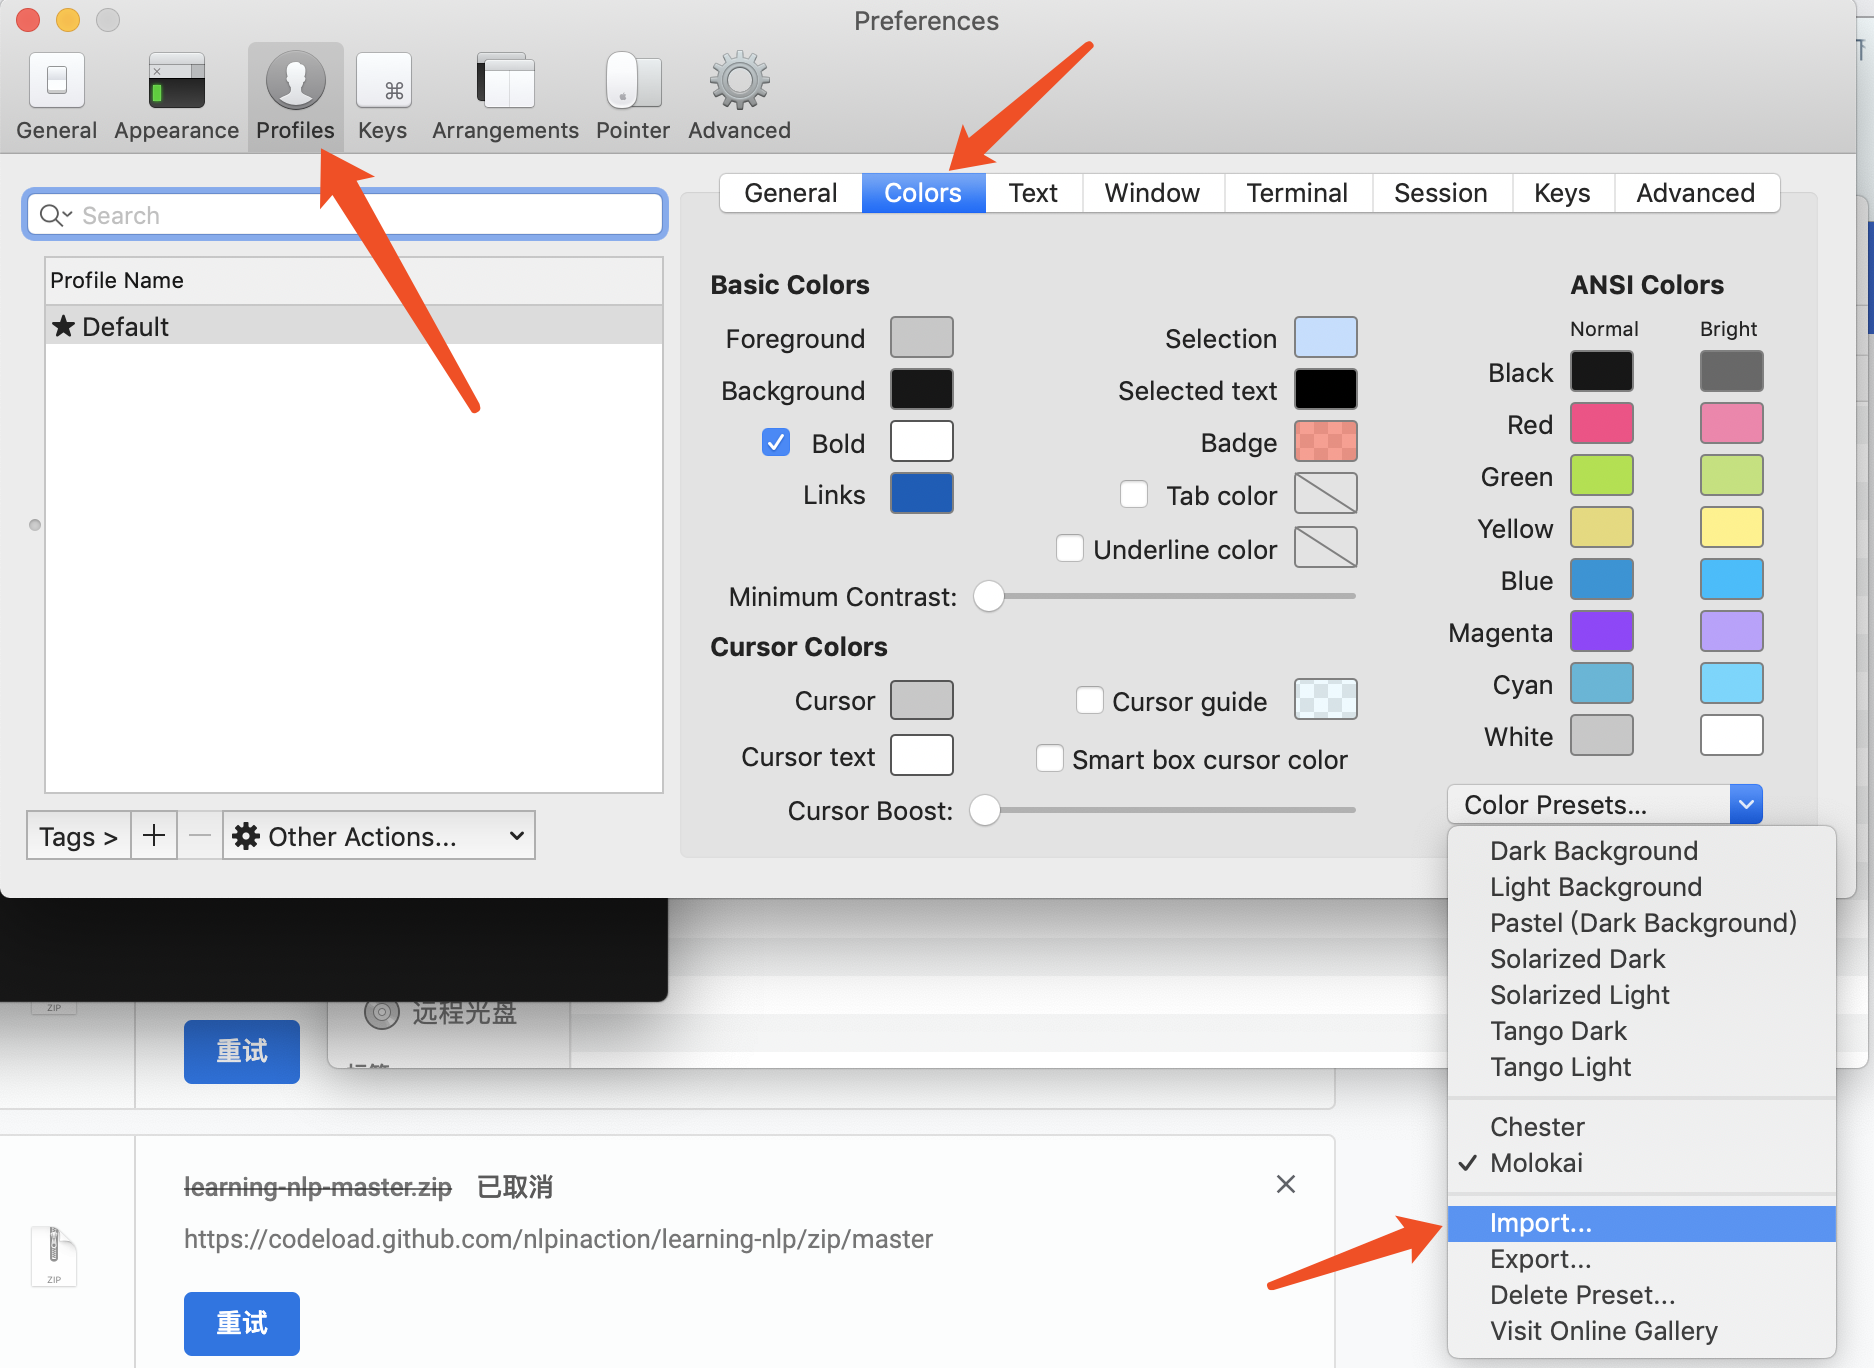 Preferences
General Appearance Profiles Keys Arrangements Pointer Advanced
⌘
Search
Profile Name
★ Default
Tags >
+
—
Other Actions...
General Colors Text Window Terminal Session Keys Advanced
Basic Colors
Foreground
Background
Bold
Links
Selection
Selected text
Badge
Tab color
Underline color
Minimum Contrast:
Cursor Colors
Cursor
Cursor text
Cursor guide
Smart box cursor color
Cursor Boost:
ANSI Colors
Normal Bright
Black
Red
Green
Yellow
Blue
Magenta
Cyan
White
Color Presets...
Dark Background
Light Background
Pastel (Dark Background)
Solarized Dark
Solarized Light
Tango Dark
Tango Light
Chester
✓ Molokai
Import...
Export...
Delete Preset...
Visit Online Gallery
ZIP
重试
远程光盘
learning-nlp-master.zip 已取消
https://codeload.github.com/nlpinaction/learning-nlp/zip/master
ZIP
重试